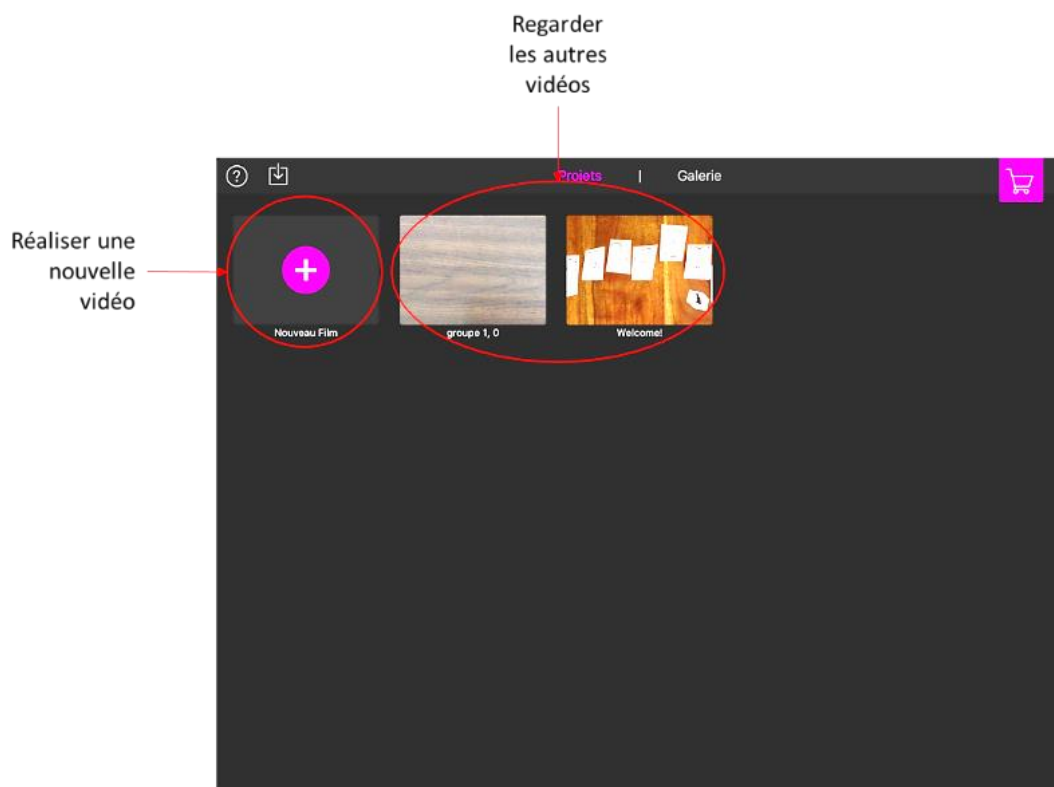 Regarder
les autres
vidéos
?
Projets | Galerie
Réaliser une
nouvelle
vidéo
Nouveau Film
groupe 1, 0
Welcome!